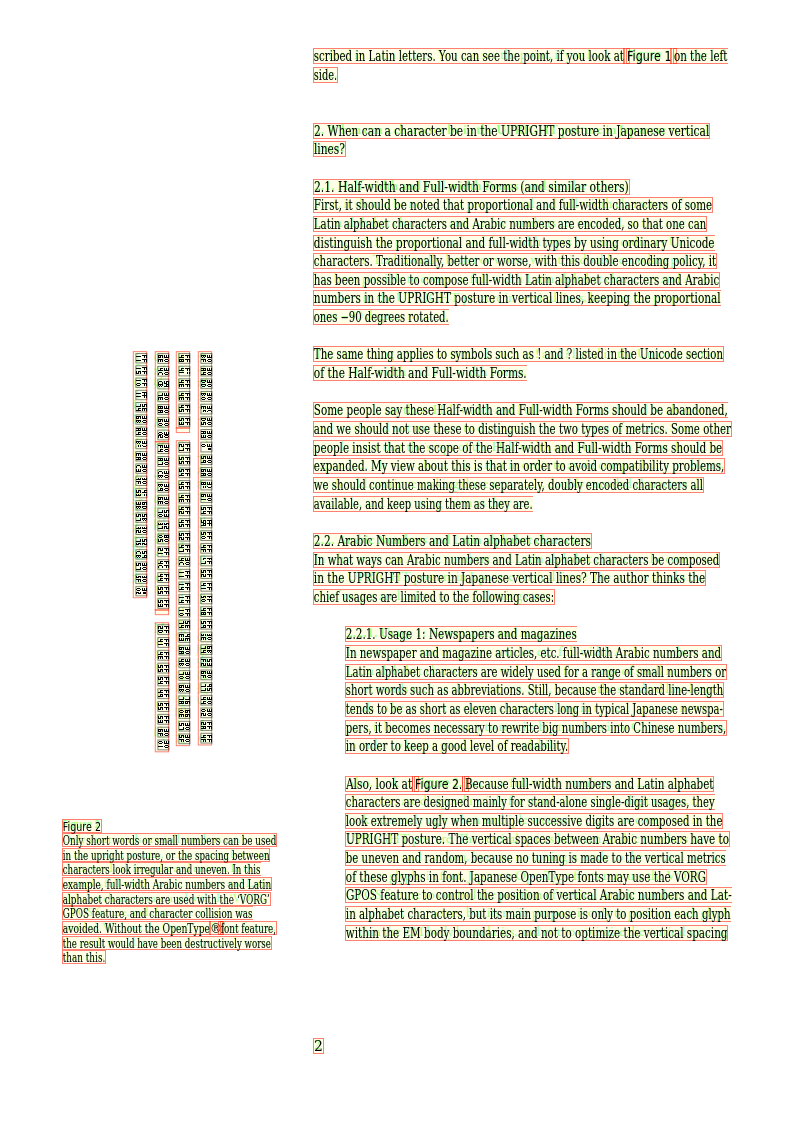 scribed in Latin letters. You can see the point, if you look at Figure 1 on the left
side.
2. When can a character be in the UPRIGHT posture in Japanese vertical
lines?
2.1. Half-width and Full-width Forms (and similar others)
First, it should be noted that proportional and full-width characters of some
Latin alphabet characters and Arabic numbers are encoded, so that one can
distinguish the proportional and full-width types by using ordinary Unicode
characters. Traditionally, better or worse, with this double encoding policy, it
has been possible to compose full-width Latin alphabet characters and Arabic
numbers in the UPRIGHT posture in vertical lines, keeping the proportional
ones −90 degrees rotated.
The same thing applies to symbols such as ! and ? listed in the Unicode section
of the Half-width and Full-width Forms.
Some people say these Half-width and Full-width Forms should be abandoned,
and we should not use these to distinguish the two types of metrics. Some other
people insist that the scope of the Half-width and Full-width Forms should be
expanded. My view about this is that in order to avoid compatibility problems,
we should continue making these separately, doubly encoded characters all
available, and keep using them as they are.
2.2. Arabic Numbers and Latin alphabet characters
In what ways can Arabic numbers and Latin alphabet characters be composed
in the UPRIGHT posture in Japanese vertical lines? The author thinks the
chief usages are limited to the following cases:
2.2.1. Usage 1: Newspapers and magazines
In newspaper and magazine articles, etc. full-width Arabic numbers and
Latin alphabet characters are widely used for a range of small numbers or
short words such as abbreviations. Still, because the standard line-length
tends to be as short as eleven characters long in typical Japanese newspa-
pers, it becomes necessary to rewrite big numbers into Chinese numbers,
in order to keep a good level of readability.
Also, look at Figure 2. Because full-width numbers and Latin alphabet
characters are designed mainly for stand-alone single-digit usages, they
look extremely ugly when multiple successive digits are composed in the
UPRIGHT posture. The vertical spaces between Arabic numbers have to
be uneven and random, because no tuning is made to the vertical metrics
of these glyphs in font. Japanese OpenType fonts may use the VORG
GPOS feature to control the position of vertical Arabic numbers and Lat-
in alphabet characters, but its main purpose is only to position each glyph
within the EM body boundaries, and not to optimize the vertical spacing
Figure 2
Only short words or small numbers can be used
in the upright posture, or the spacing between
characters look irregular and uneven. In this
example, full-width Arabic numbers and Latin
alphabet characters are used with the ‘VORG’
GPOS feature, and character collision was
avoided. Without the OpenType® font feature,
the result would have been destructively worse
than this.
2